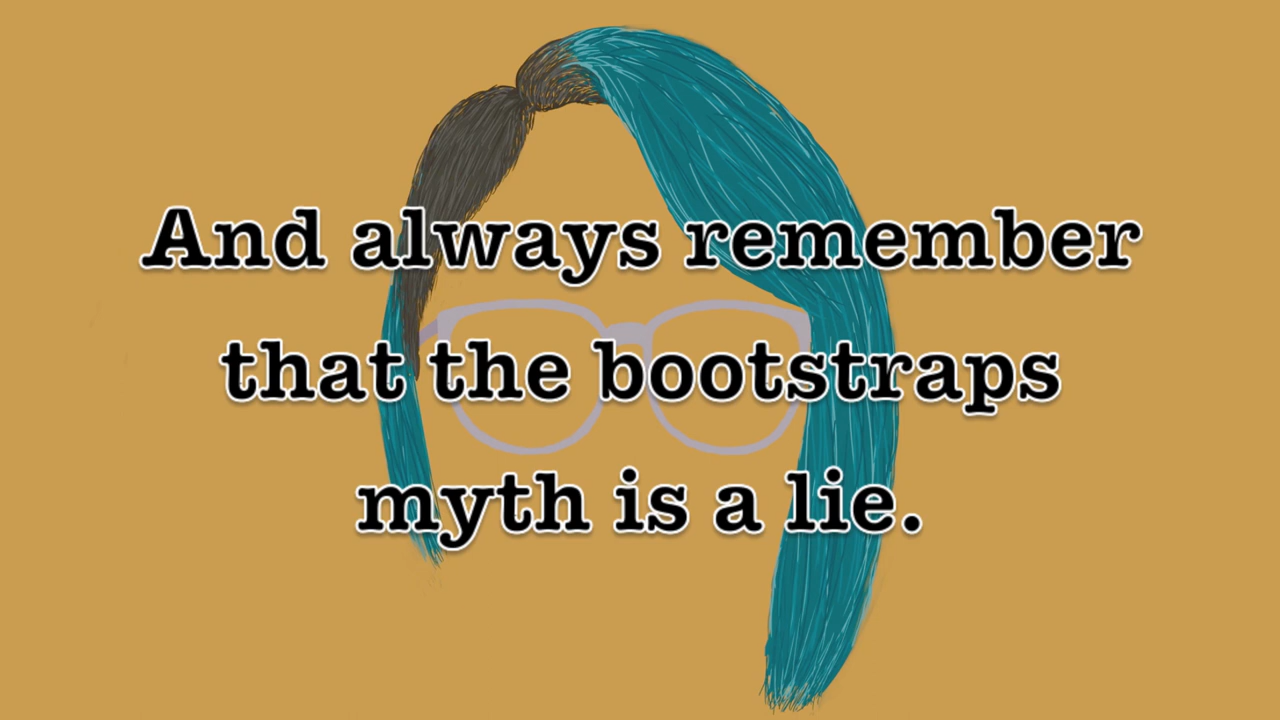 And always remember
that the bootstraps
myth is a lie.